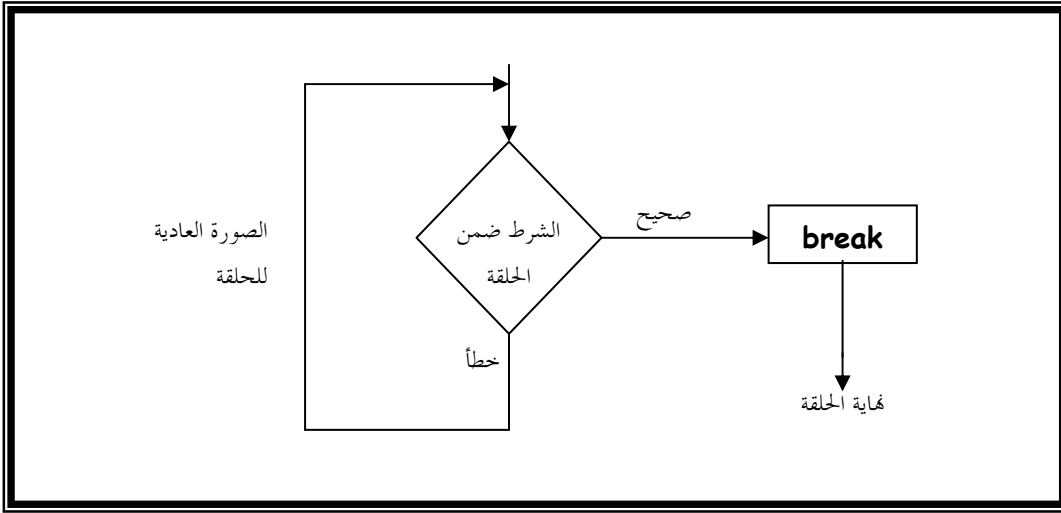 الصورة العادية
للحلقة
الشرط ضمن
الحلقة
صحيح
break
خطأ
نهاية الحلقة